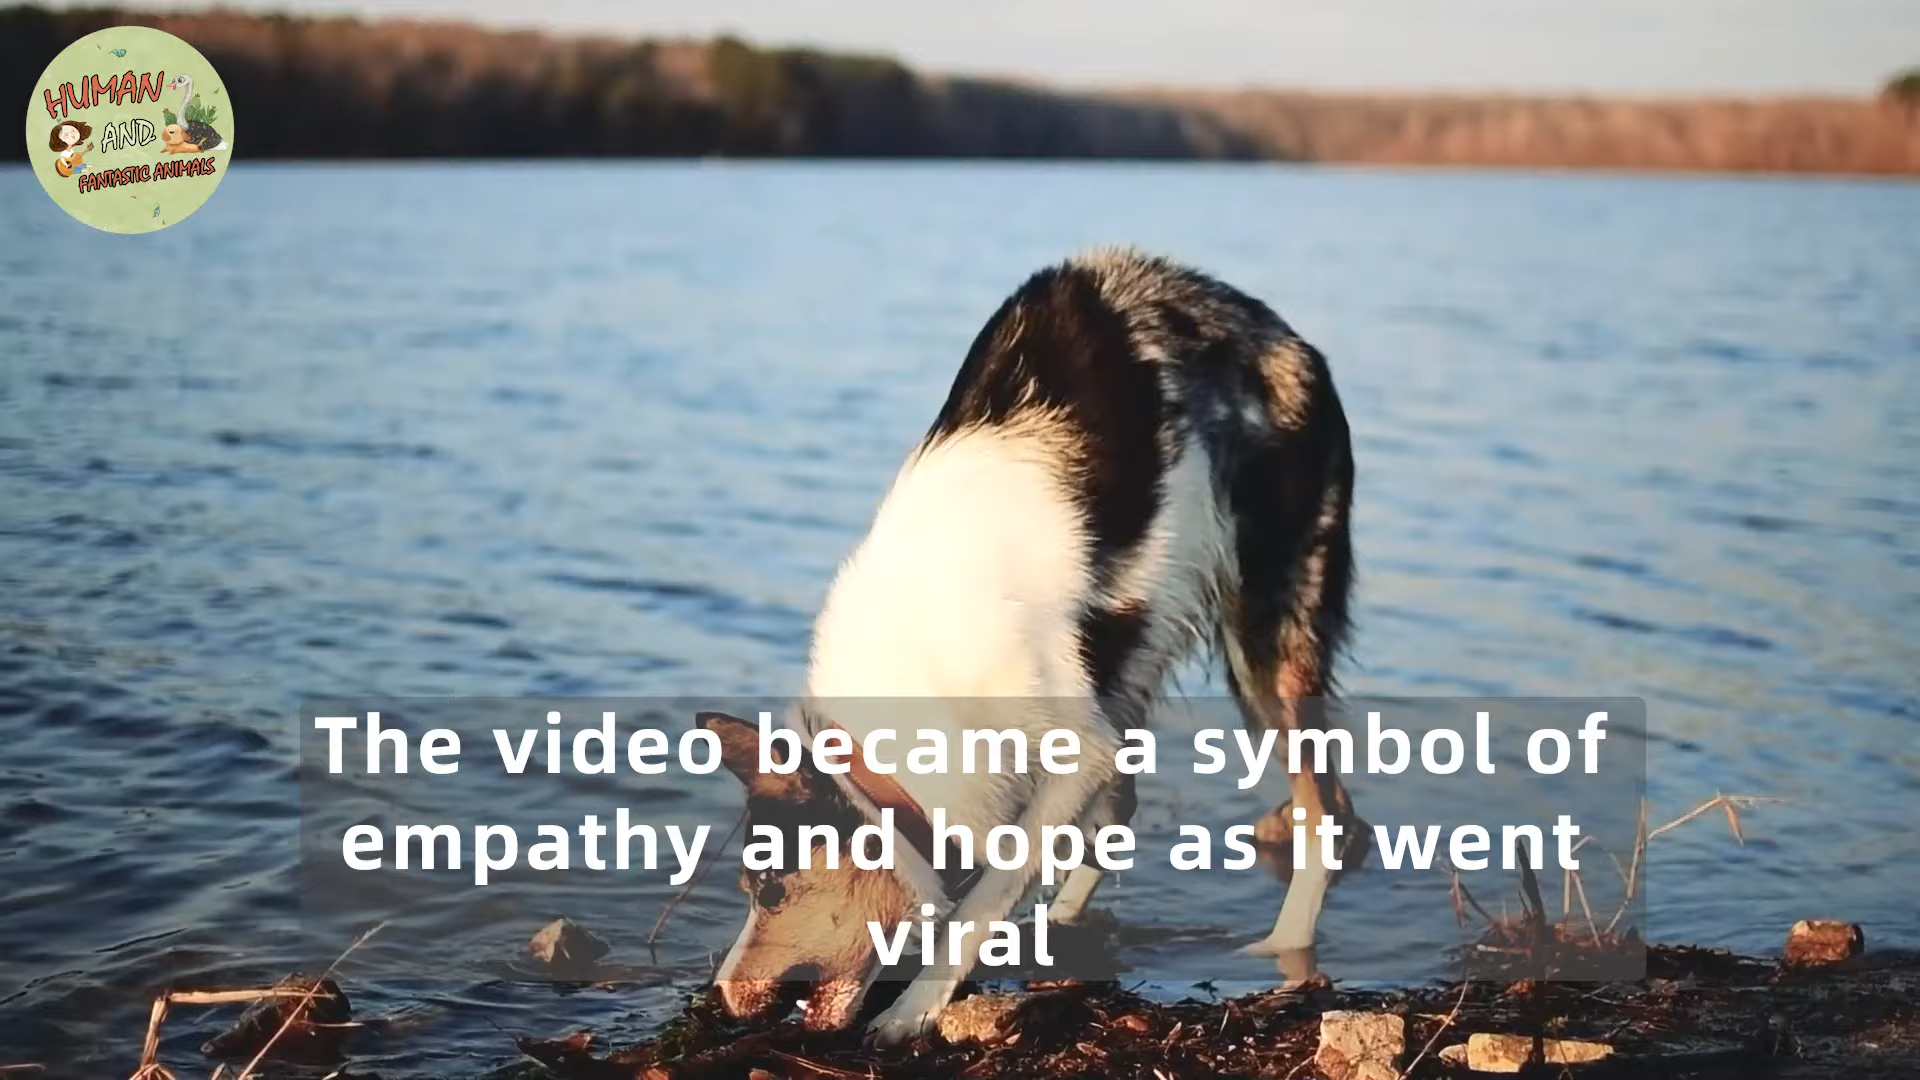 HUMAN
AND
FANTASTIC ANIMALS
The video became a symbol of
empathy and hope as it went
viral